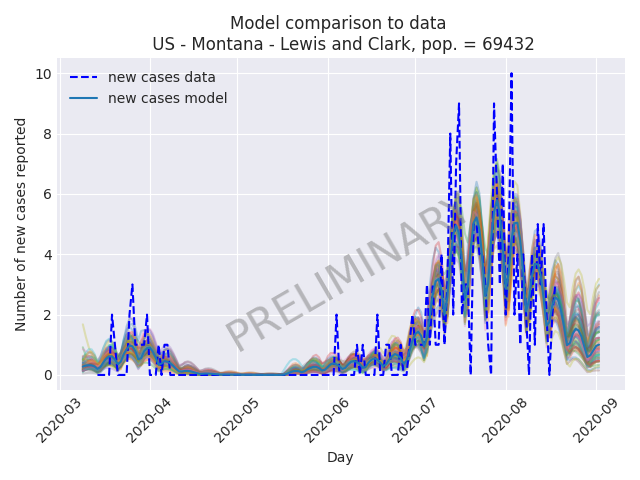 Model comparison to data
US - Montana - Lewis and Clark, pop. = 69432
new cases data
new cases model
Number of new cases reported
10
8
6
4
2
0
PRELIMINARY
2020-03
2020-04
2020-05
2020-06
2020-07
2020-08
2020-09
Day